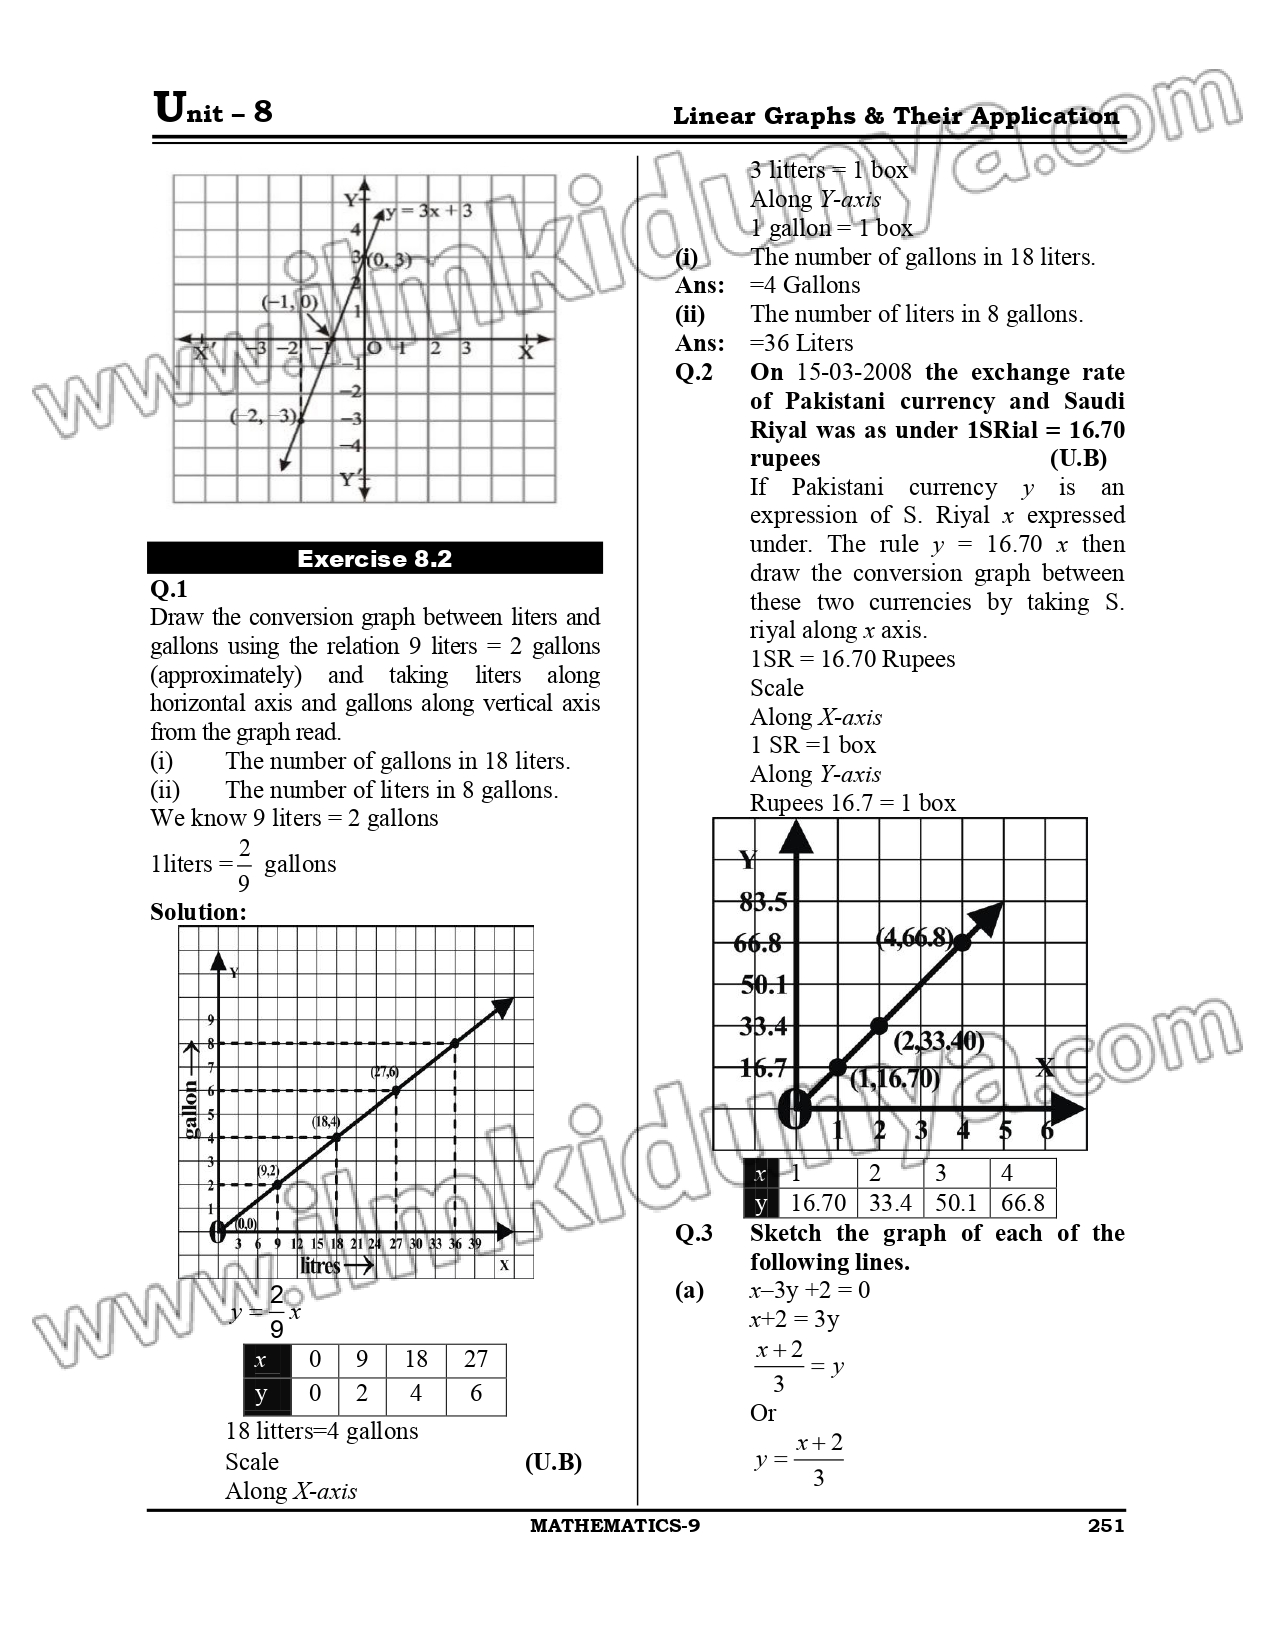 Unit – 8
Linear Graphs & Their Application
Y
y = 3x + 3
4
3
(0, 3)
2
(−1, 0)
1
X′ −3 −2 −1 O 1 2 3 X
−1
−2
(−2, −3)
−3
−4
Y′
Exercise 8.2
Q.1
Draw the conversion graph between liters and
gallons using the relation 9 liters = 2 gallons
(approximately) and taking liters along
horizontal axis and gallons along vertical axis
from the graph read.
(i) The number of gallons in 18 liters.
(ii) The number of liters in 8 gallons.
We know 9 liters = 2 gallons
1liters = 2/9 gallons
Solution:
Y
9
8
7
(27,6)
6
5
(18,4)
4
3
(9,2)
2
1
(0,0)
O
gallon →
3 6 9 12 15 18 21 24 27 30 33 36 39
litres →
X
y = 2/9 x
x 0 9 18 27
y 0 2 4 6
18 litters=4 gallons
Scale (U.B)
Along X-axis
3 litters = 1 box
Along Y-axis
1 gallon = 1 box
(i) The number of gallons in 18 liters.
Ans: =4 Gallons
(ii) The number of liters in 8 gallons.
Ans: =36 Liters
Q.2 On 15-03-2008 the exchange rate
of Pakistani currency and Saudi
Riyal was as under 1SRial = 16.70
rupees (U.B)
If Pakistani currency y is an
expression of S. Riyal x expressed
under. The rule y = 16.70 x then
draw the conversion graph between
these two currencies by taking S.
riyal along x axis.
1SR = 16.70 Rupees
Scale
Along X-axis
1 SR =1 box
Along Y-axis
Rupees 16.7 = 1 box
Y
83.5
66.8
(4,66.8)
50.1
33.4
(2,33.40)
16.7
(1,16.70)
X
O
1 2 3 4 5 6
x 1 2 3 4
y 16.70 33.4 50.1 66.8
Q.3 Sketch the graph of each of the
following lines.
(a) x–3y +2 = 0
x+2 = 3y
(x + 2)/3 = y
Or
y = (x + 2)/3
MATHEMATICS-9
251
www.ilmkidunya.com
www.ilmkidunya.com